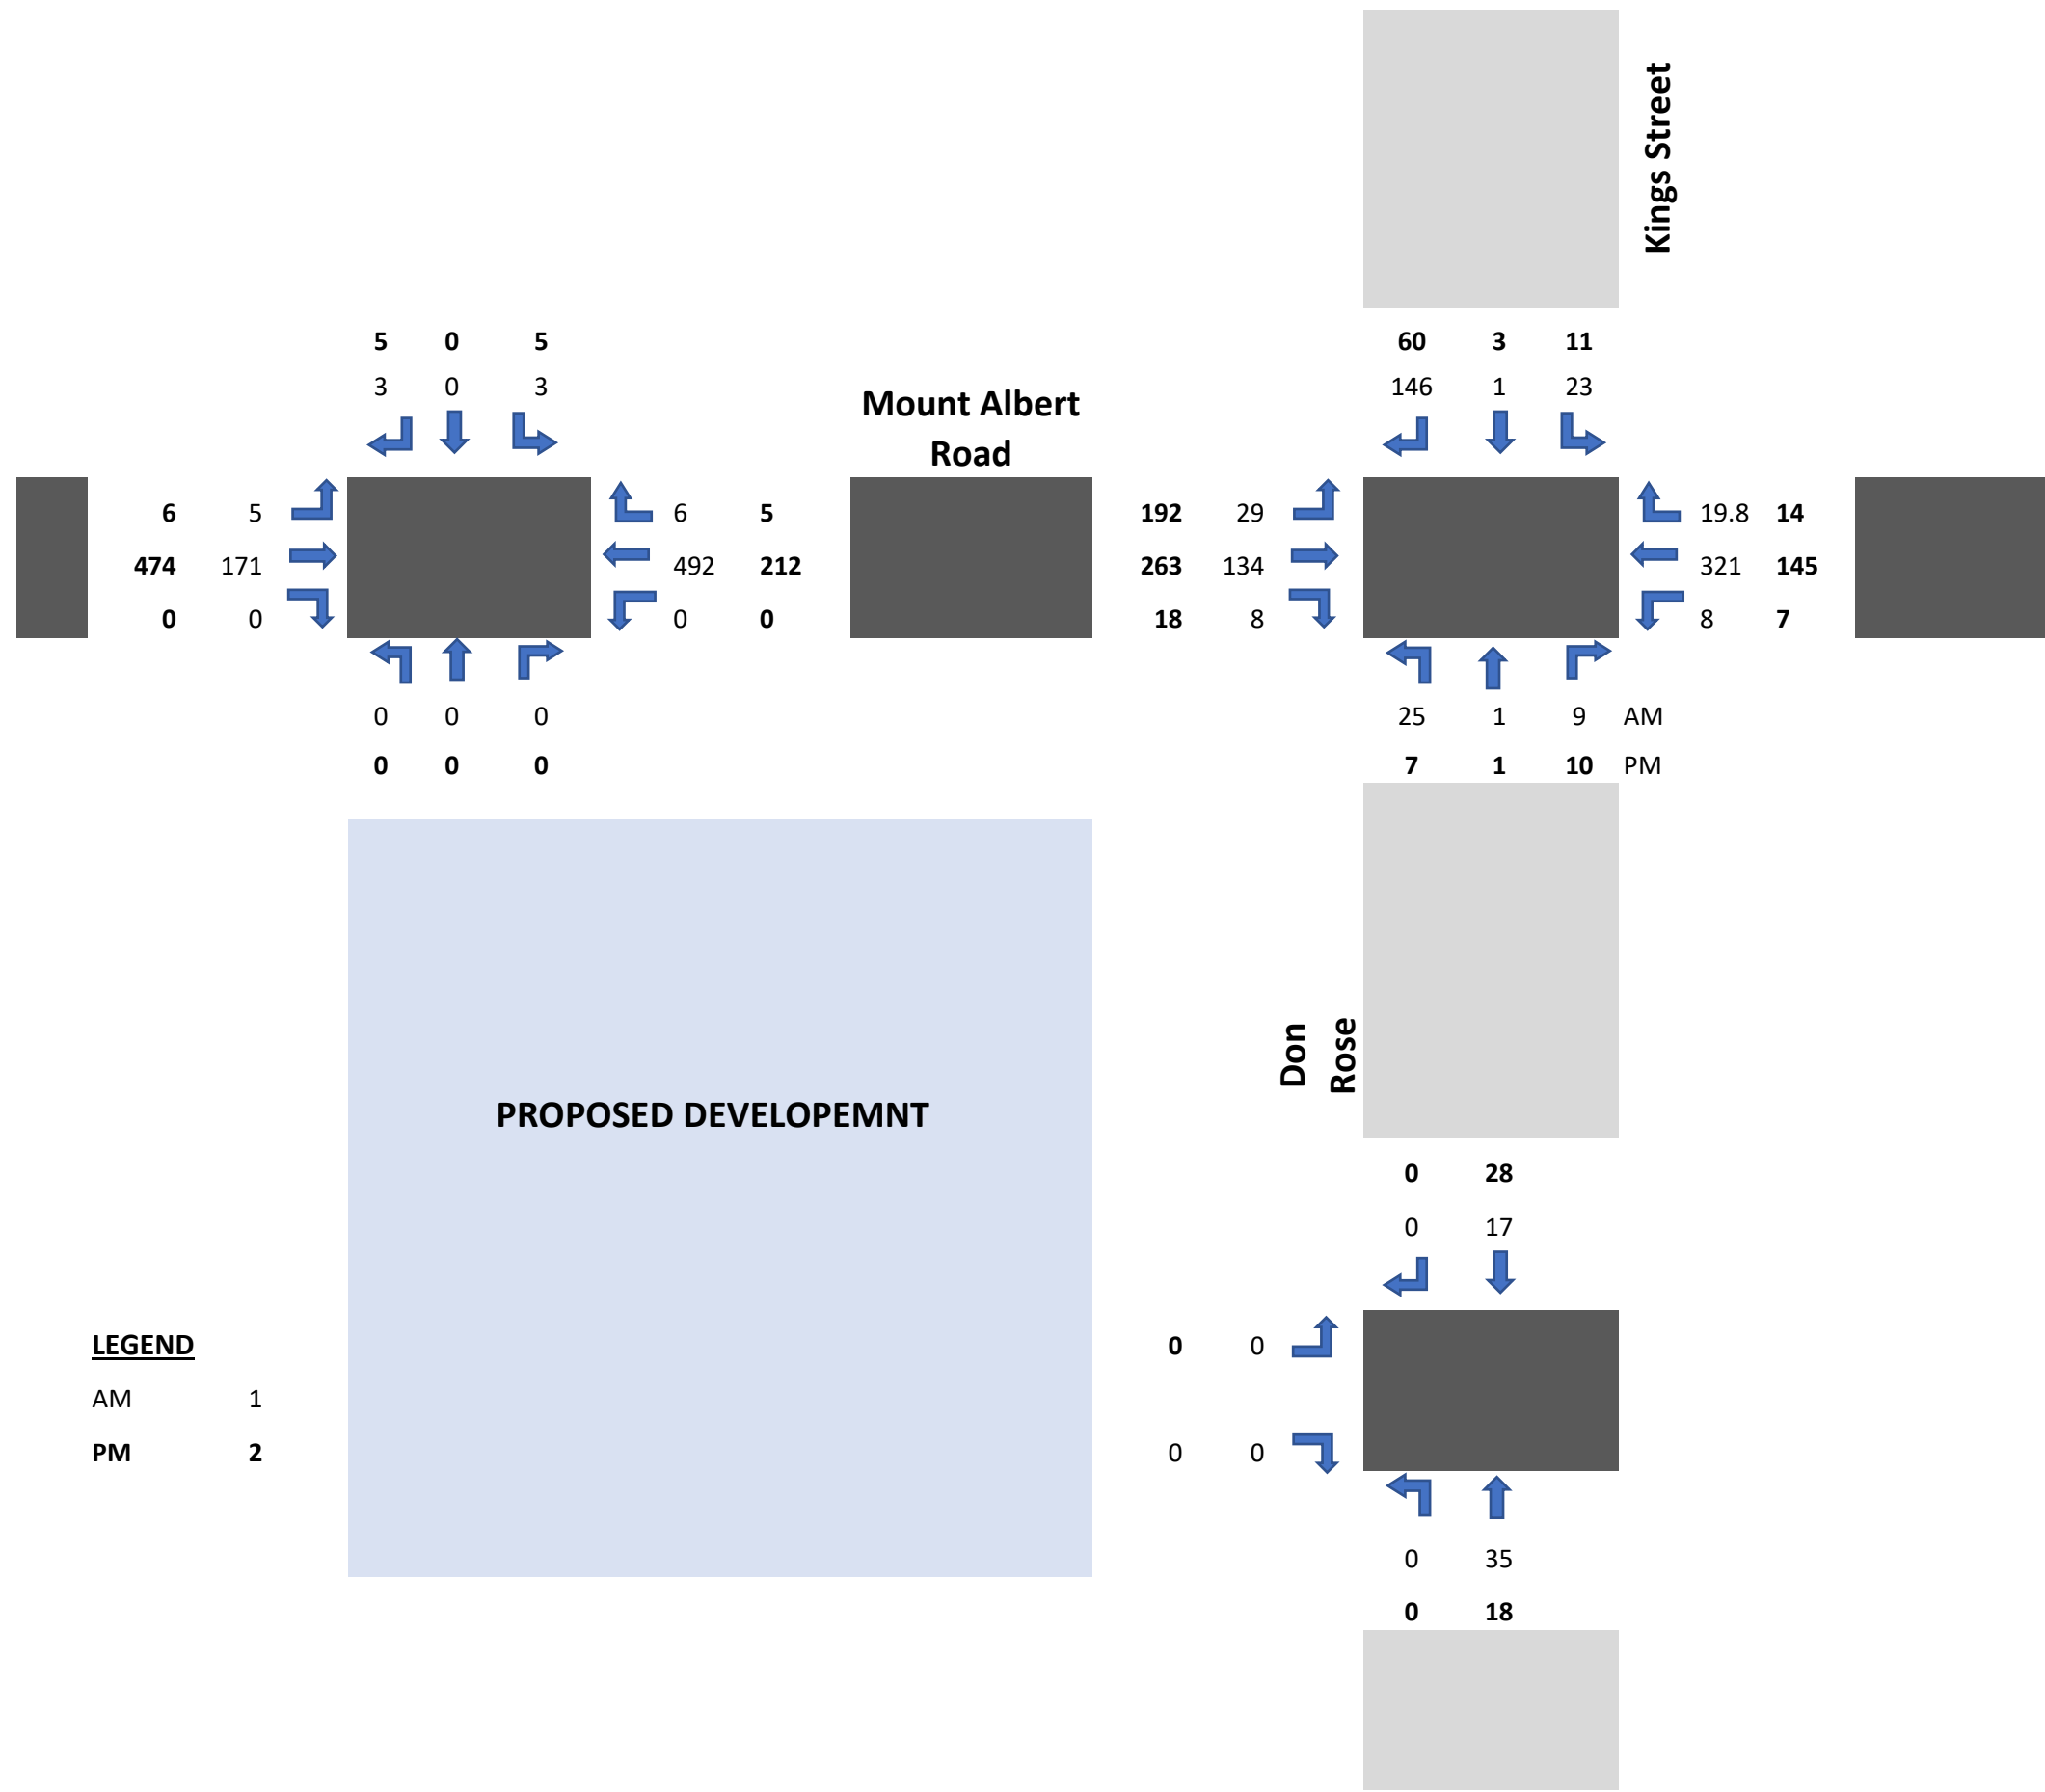 Kings Street
5 0 5 60 3 11
3 0 3 146 1 23
Mount Albert
Road
6 5 6 5 192 29 19.8 14
474 171 492 212 263 134 321 145
0 0 0 0 18 8 8 7
0 0 0 25 1 9 AM
0 0 0 7 1 10 PM
Don
Rose
PROPOSED DEVELOPEMNT
0 28
0 17
LEGEND
0 0
AM 1
PM 2
0 0
0 35
0 18